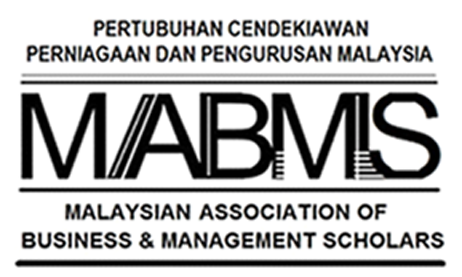 PERTUBUHAN CENDEKIAWAN
PERNIAGAAN DAN PENGURUSAN MALAYSIA
MABMS
MALAYSIAN ASSOCIATION OF
BUSINESS & MANAGEMENT SCHOLARS